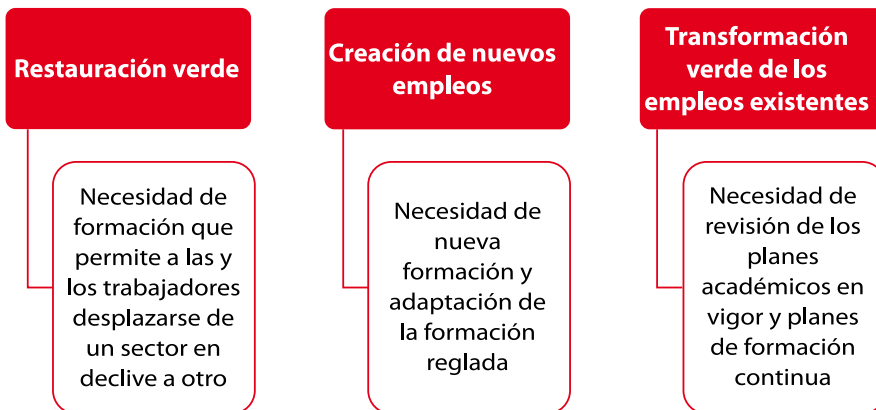 Restauración verde
Creación de nuevos
empleos
Transformación
verde de los
empleos existentes
Necesidad de
formación que
permite a las y
los trabajadores
desplazarse de
un sector en
declive a otro
Necesidad de
nueva
formación y
adaptación de
la formación
reglada
Necesidad de
revisión de los
planes
académicos en
vigor y planes
de formación
continua